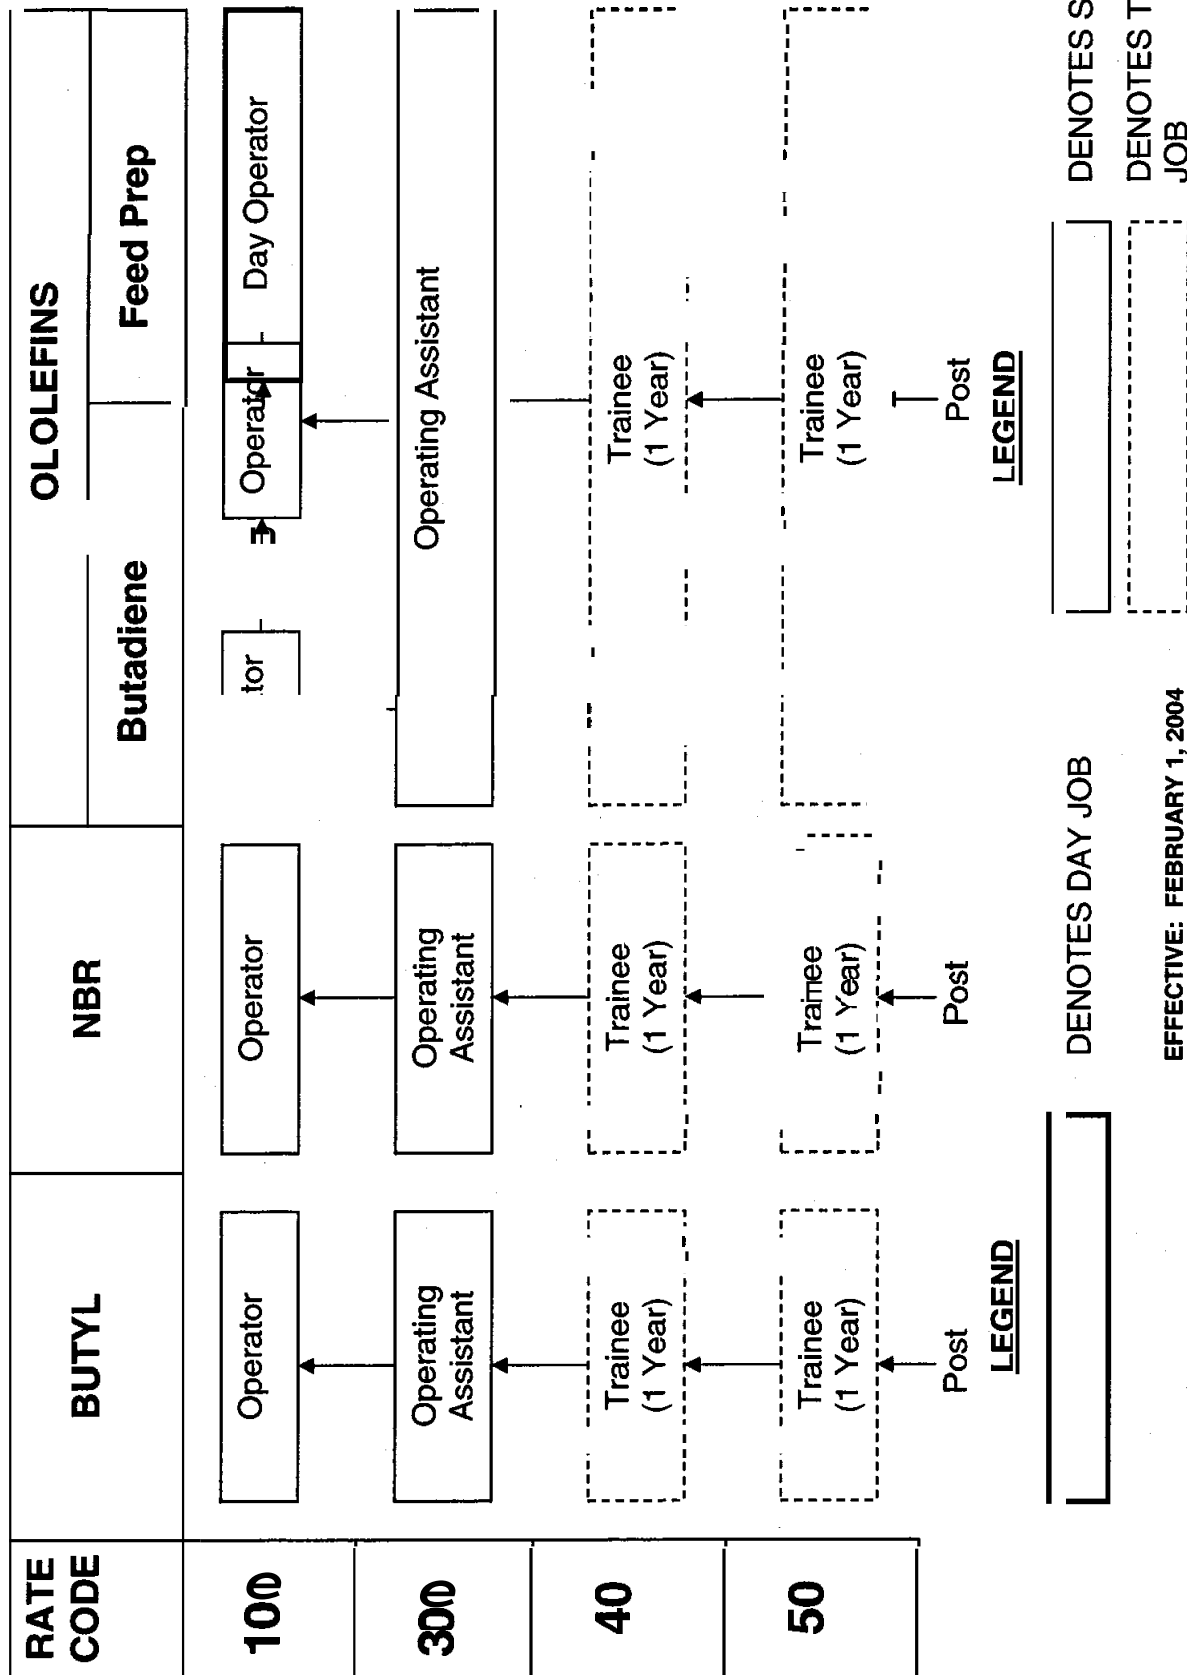 RATE
CODE
BUTYL
NBR
OLOLEFINS
Butadiene
Feed Prep
100
Operator
Operator
tor
Operator
Day Operator
300
Operating
Assistant
Operating
Assistant
Operating Assistant
40
Trainee
(1 Year)
Trainee
(1 Year)
Trainee
(1 Year)
50
Trainee
(1 Year)
Trainee
(1 Year)
Trainee
(1 Year)
Post
Post
Post
LEGEND
LEGEND
DENOTES DAY JOB
DENOTES S
DENOTES T
JOB
EFFECTIVE: FEBRUARY 1, 2004